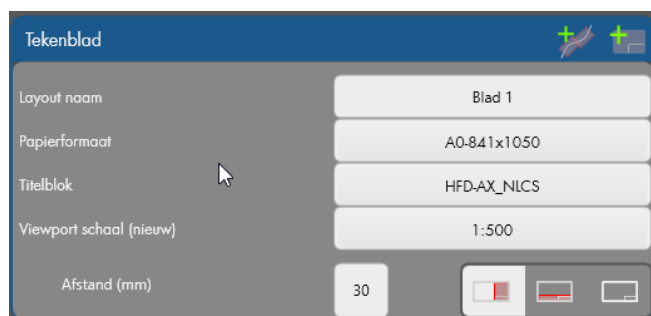 Tekenblad
Layout naam Blad 1
Papierformaat A0-841x1050
Titelblok HFD-AX_NLCS
Viewport schaal (nieuw) 1:500
Afstand (mm) 30